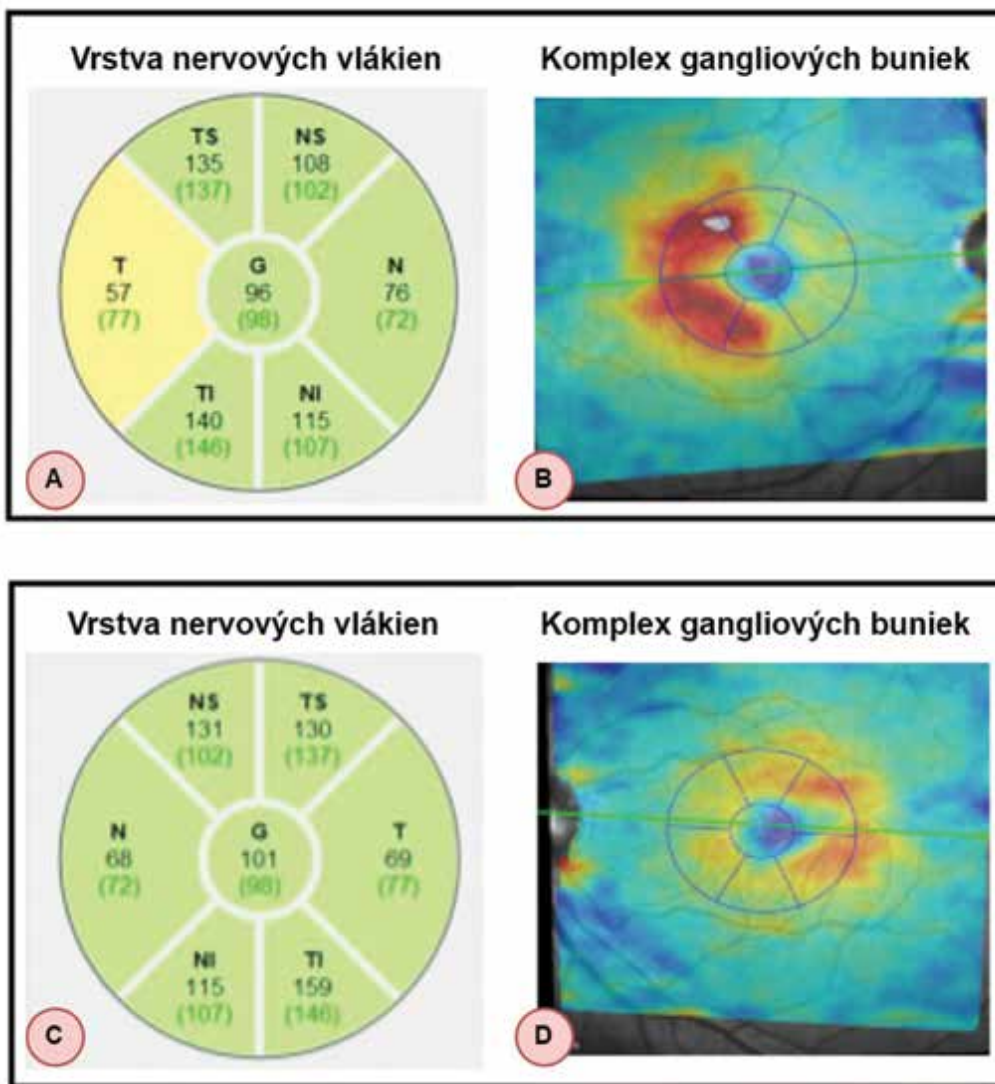 Vrstva nervových vlákien
Komplex gangliových buniek
TS
135
(137)
NS
108
(102)
T
57
(77)
G
96
(98)
N
76
(72)
TI
140
(146)
NI
115
(107)
A
B
Vrstva nervových vlákien
Komplex gangliových buniek
NS
131
(102)
TS
130
(137)
N
68
(72)
G
101
(98)
T
69
(77)
NI
115
(107)
TI
159
(146)
C
D